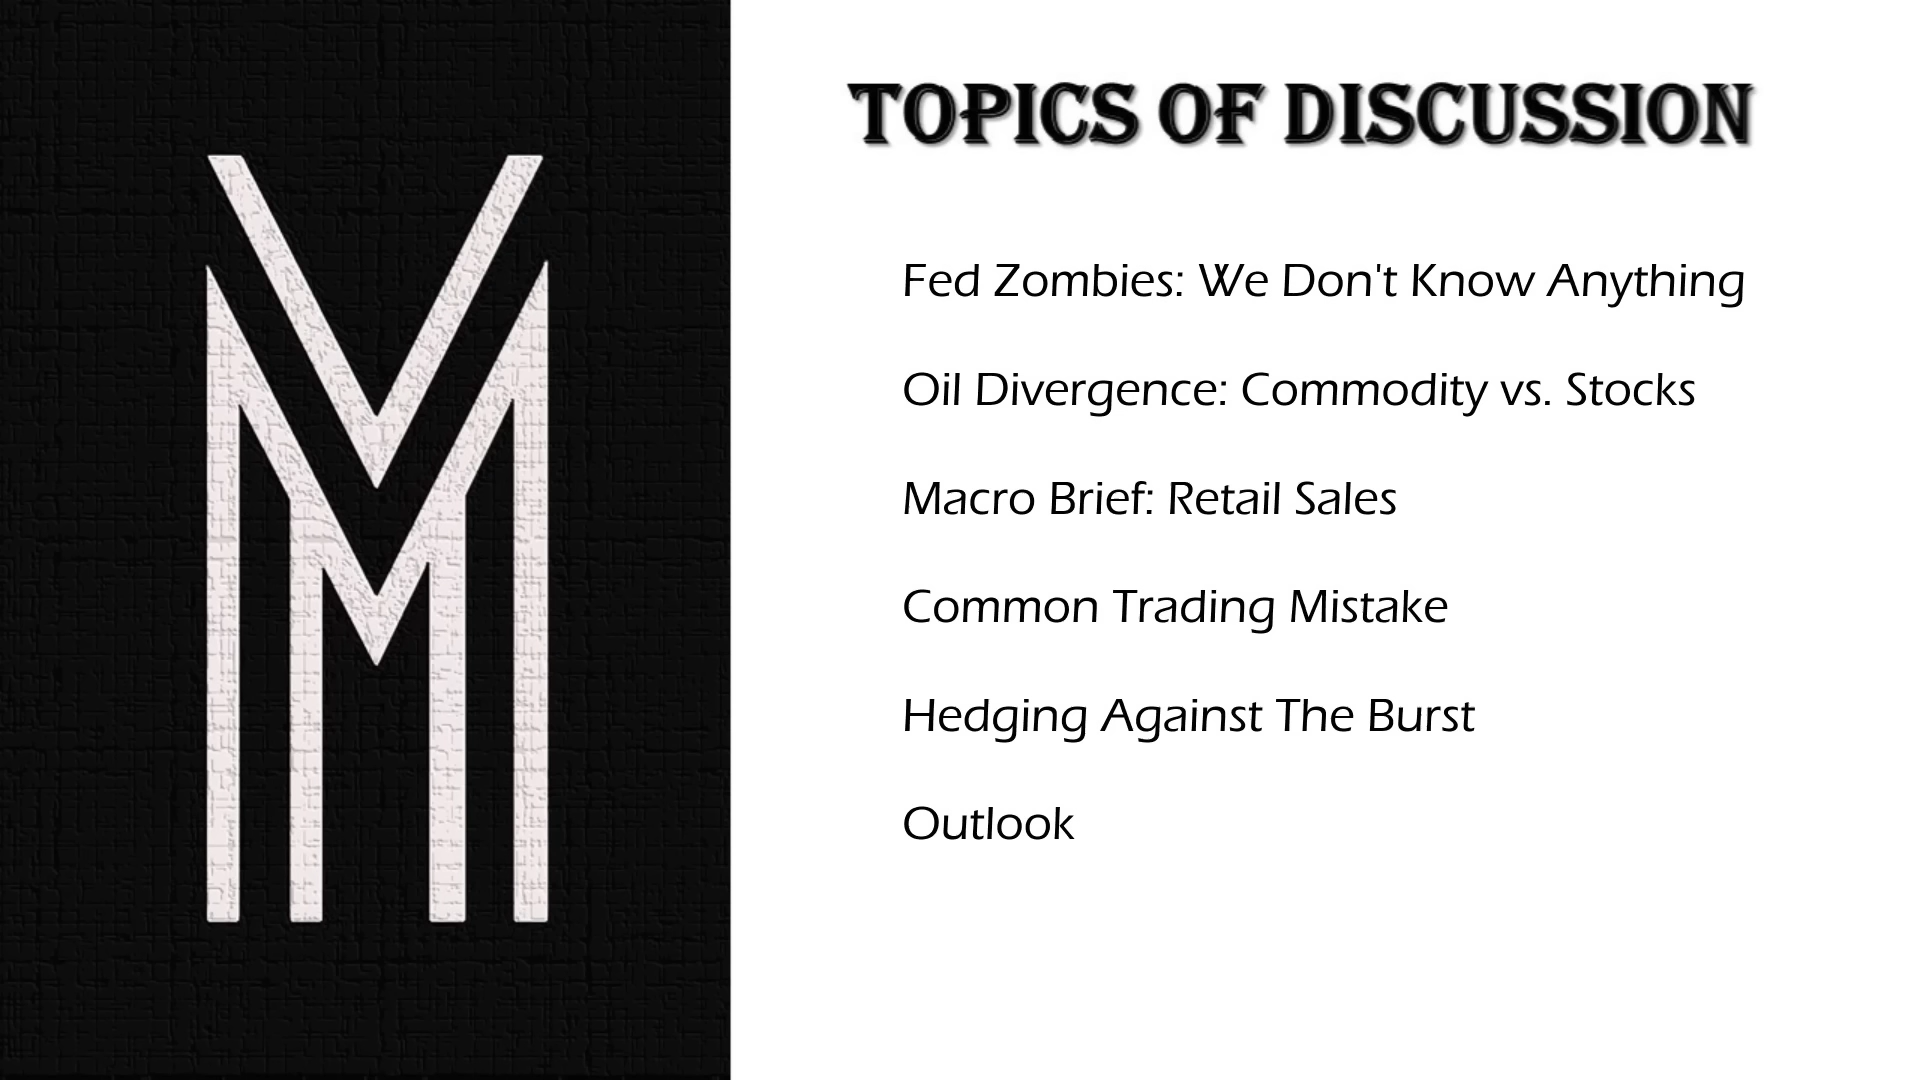 TOPICS OF DISCUSSION
Fed Zombies: We Don't Know Anything
Oil Divergence: Commodity vs. Stocks
Macro Brief: Retail Sales
Common Trading Mistake
Hedging Against The Burst
Outlook